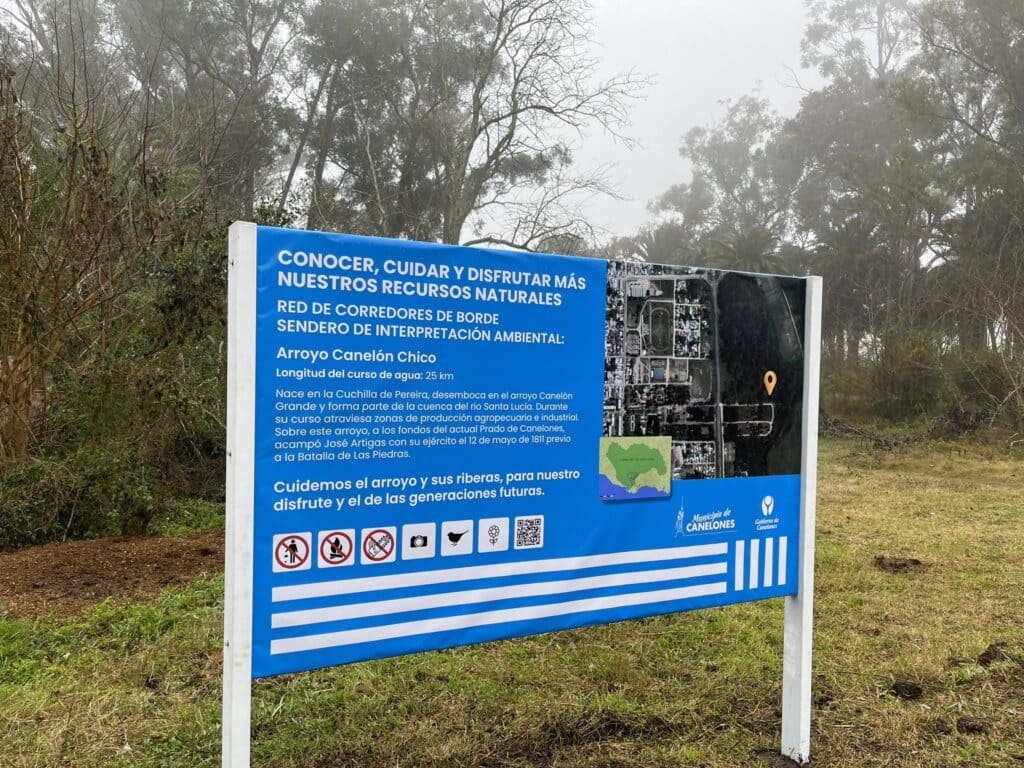 CONOCER, CUIDAR Y DISFRUTAR MÁS
NUESTROS RECURSOS NATURALES
RED DE CORREDORES DE BORDE
SENDERO DE INTERPRETACIÓN AMBIENTAL:
Arroyo Canelón Chico
Longitud del curso de agua: 25 km
Nace en la Cuchilla de Pereira, desemboca en el arroyo Canelón
Grande y forma parte de la cuenca del río Santa Lucía. Durante
su curso atraviesa zonas de producción agropecuaria e industrial.
Sobre este arroyo, a los fondos del actual Prado de Canelones,
acampó José Artigas con su ejército el 12 de mayo de 1811 previo
a la Batalla de Las Piedras.
Cuidemos el arroyo y sus riberas, para nuestro
disfrute y el de las generaciones futuras.
Municipio de
CANELONES
Gobierno de
Canelones